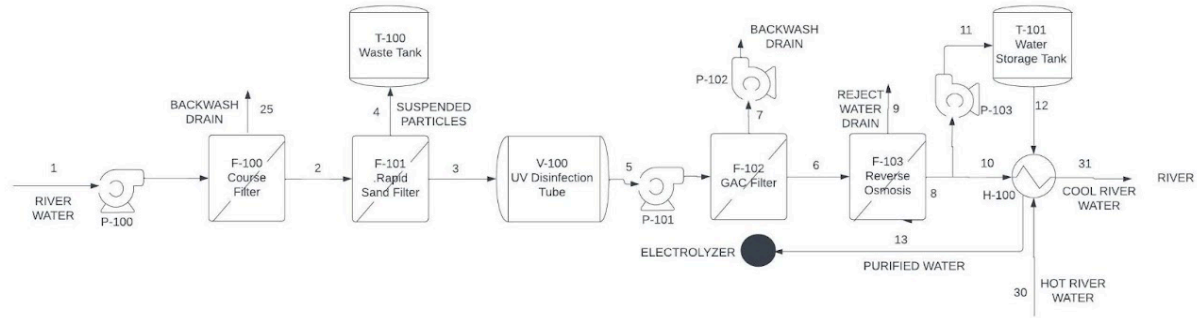 1
RIVER
WATER
P-100
BACKWASH
DRAIN
25
F-100
Course
Filter
2
T-100
Waste Tank
4
SUSPENDED
PARTICLES
F-101
Rapid
Sand Filter
3
V-100
UV Disinfection
Tube
5
P-101
BACKWASH
DRAIN
P-102
7
F-102
GAC Filter
6
REJECT
WATER
DRAIN
9
F-103
Reverse
Osmosis
8
11
P-103
T-101
Water
Storage Tank
12
10
H-100
31
COOL RIVER
WATER
RIVER
ELECTROLYZER
13
PURIFIED WATER
30
HOT RIVER
WATER